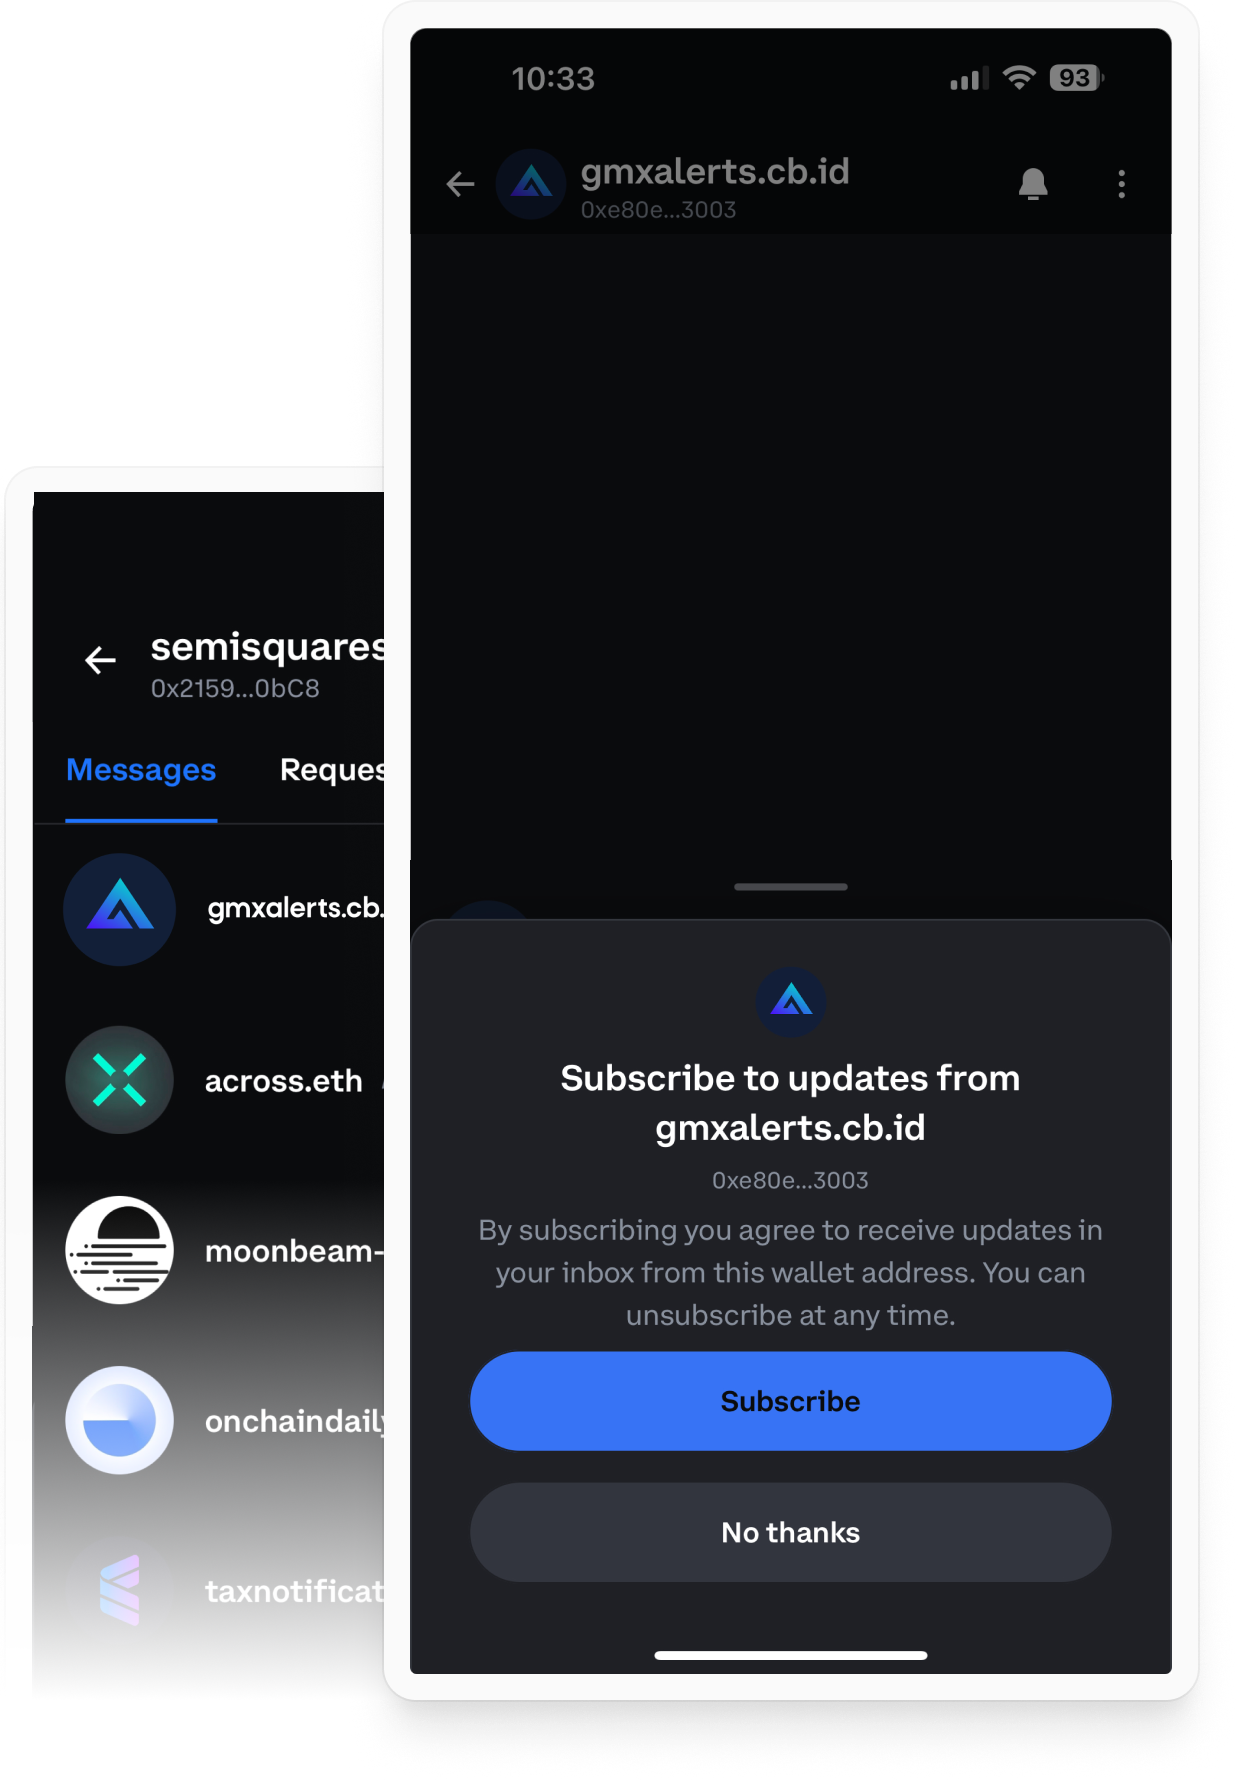 10:33
93
gmxalerts.cb.id
0xe80e...3003
semisquares
0x2159...0bC8
Messages
gmxalerts.cb.
across.eth
moonbeam-
onchaindaily
taxnotificat
Subscribe to updates from
gmxalerts.cb.id
0xe80e...3003
By subscribing you agree to receive updates in
your inbox from this wallet address. You can
unsubscribe at any time.
Subscribe
No thanks